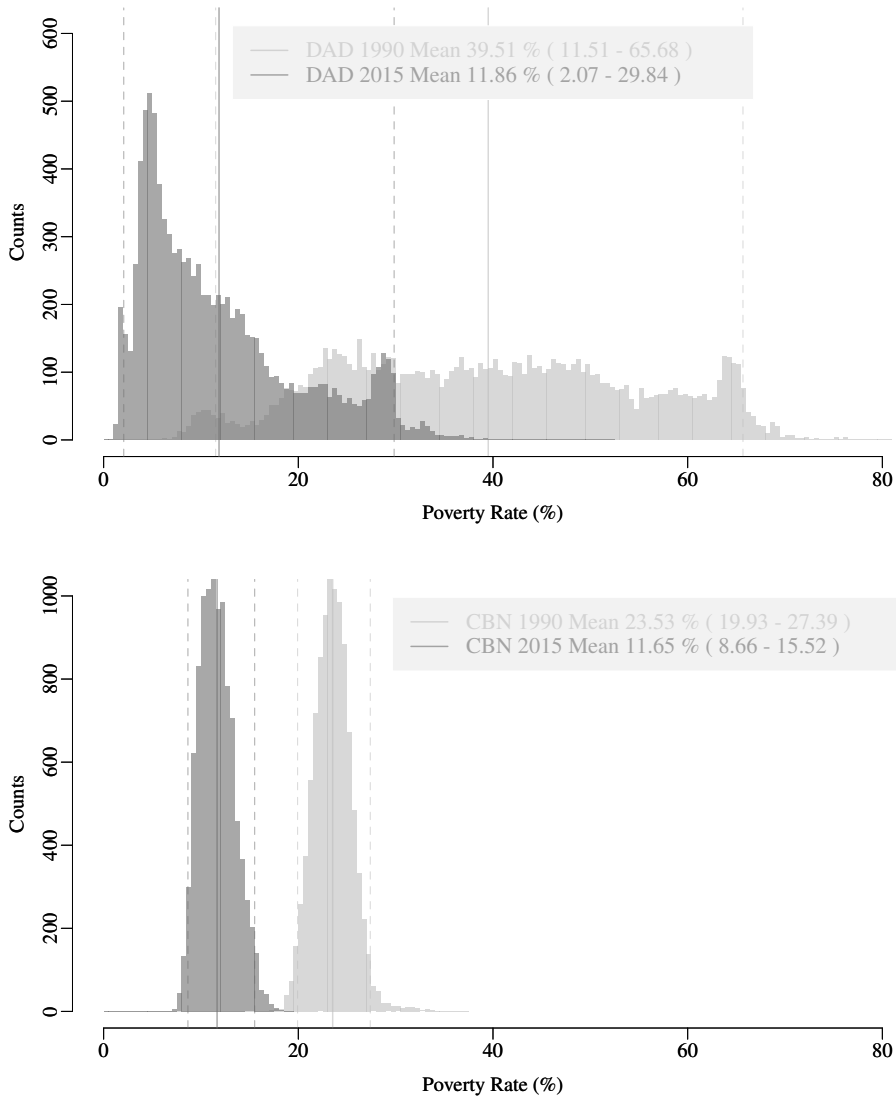 DAD 1990 Mean 39.51 % ( 11.51 - 65.68 )
DAD 2015 Mean 11.86 % ( 2.07 - 29.84 )
Counts
600
500
400
300
200
100
0
0 20 40 60 80
Poverty Rate (%)
CBN 1990 Mean 23.53 % ( 19.93 - 27.39 )
CBN 2015 Mean 11.65 % ( 8.66 - 15.52 )
Counts
1000
800
600
400
200
0
0 20 40 60 80
Poverty Rate (%)